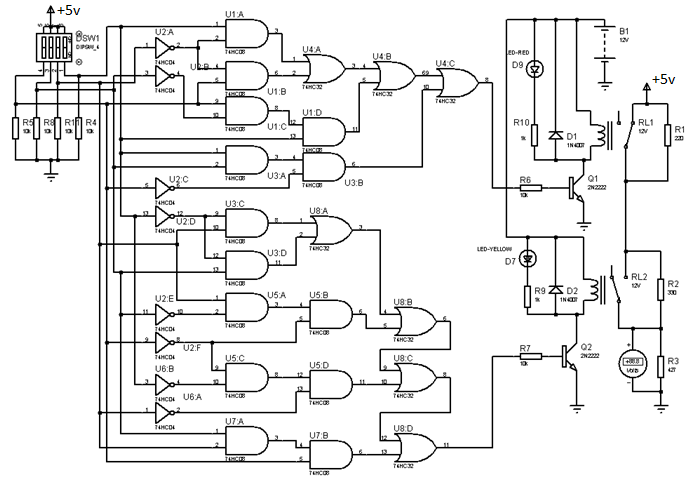 +5v
DSW1
DIPSW_4
R5
10k
R8
10k
R11
10k
R4
10k
U2:A
74HC04
U2:B
74HC04
U1:A
74HC08
U1:B
74HC08
U1:C
74HC08
U1:D
74HC08
U4:A
74HC32
U4:B
74HC32
U4:C
74HC32
U3:A
74HC08
U3:B
74HC08
U2:C
74HC04
U2:D
74HC04
U3:C
74HC08
U3:D
74HC08
U8:A
74HC32
U2:E
74HC04
U2:F
74HC04
U5:A
74HC08
U5:B
74HC08
U8:B
74HC32
U6:B
74HC04
U6:A
74HC04
U5:C
74HC08
U5:D
74HC08
U8:C
74HC32
U7:A
74HC08
U7:B
74HC08
U8:D
74HC32
LED-RED
D9
R10
1k
D1
1N4007
B1
12V
RL1
12V
+5v
R1
220
R6
10k
Q1
2N2222
LED-YELLOW
D7
R9
1k
D2
1N4007
RL2
12V
R2
330
R7
10k
Q2
2N2222
+88.8
Volts
R3
427